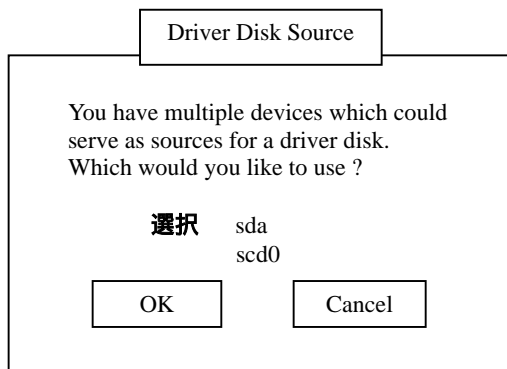 Driver Disk Source
You have multiple devices which could
serve as sources for a driver disk.
Which would you like to use ?
選択 sda
scd0
OK Cancel